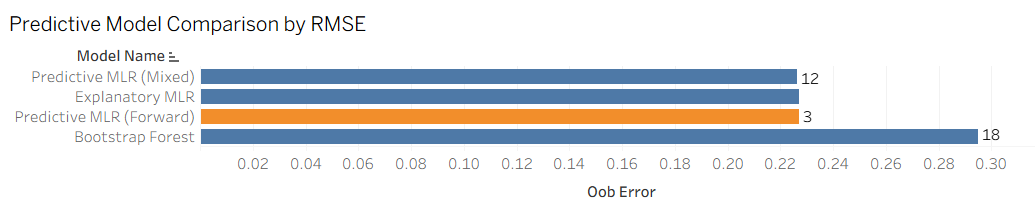 Predictive Model Comparison by RMSE
Model Name
Predictive MLR (Mixed) 12
Explanatory MLR
Predictive MLR (Forward) 3
Bootstrap Forest 18
0.02 0.04 0.06 0.08 0.10 0.12 0.14 0.16 0.18 0.20 0.22 0.24 0.26 0.28 0.30
Oob Error